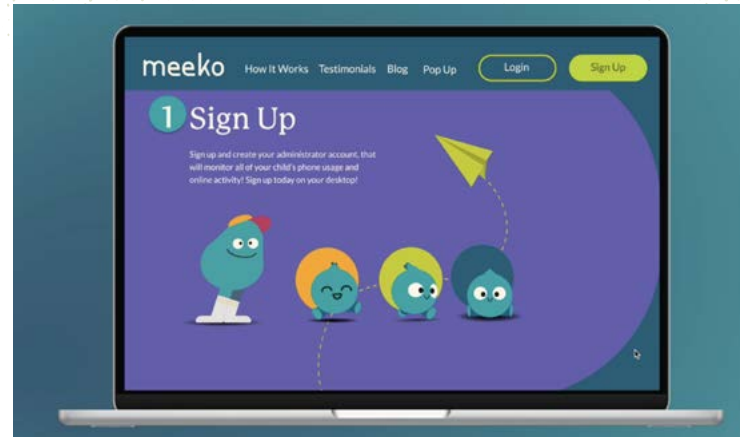 meeko How It Works Testimonials Blog Pop Up Login Sign Up
1 Sign Up
Sign up and create your administrator account, that
will monitor all of your child's phone usage and
online activity! Sign up today on your desktop!